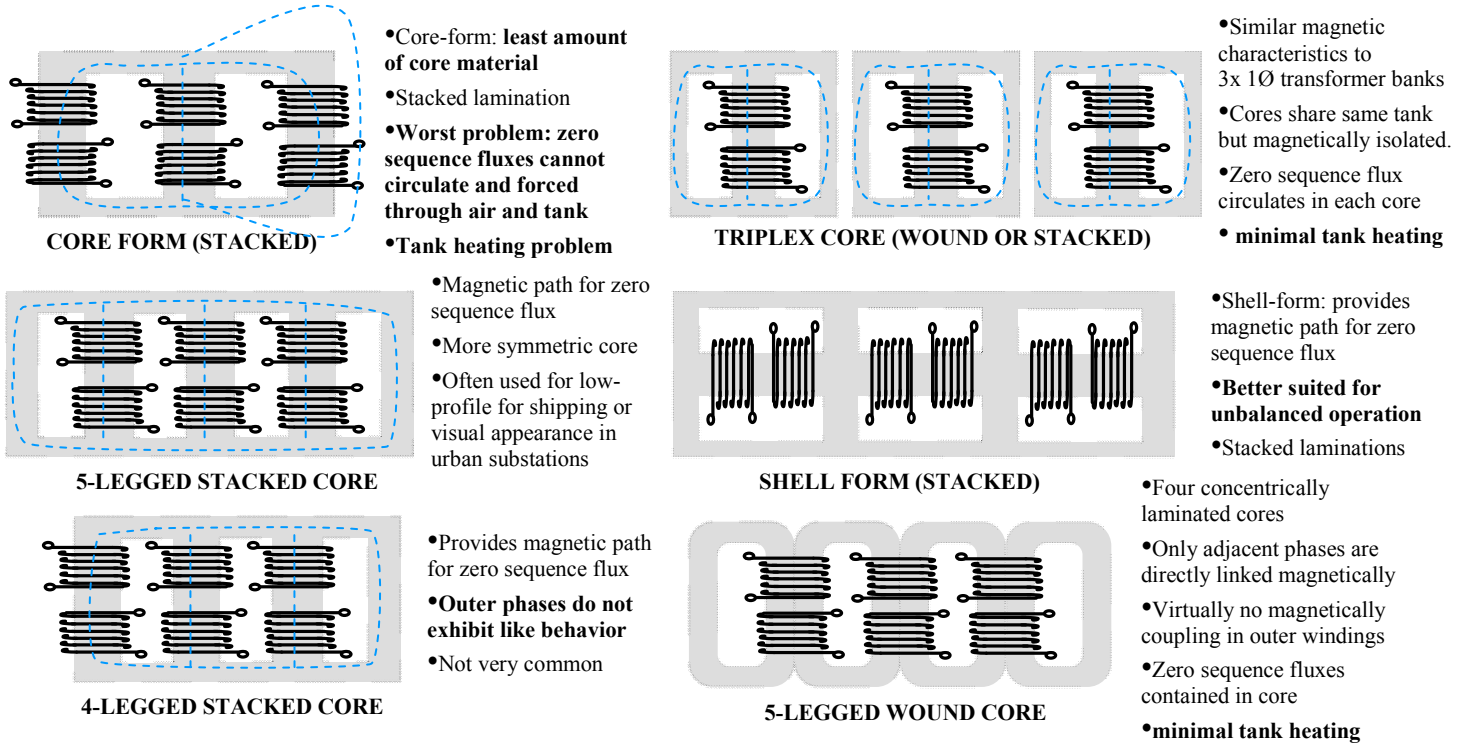 •Core-form: least amount
of core material
•Stacked lamination
•Worst problem: zero
sequence fluxes cannot
circulate and forced
through air and tank
•Tank heating problem
CORE FORM (STACKED)
•Similar magnetic
characteristics to
3x 1Ø transformer banks
•Cores share same tank
but magnetically isolated.
•Zero sequence flux
circulates in each core
• minimal tank heating
TRIPLEX CORE (WOUND OR STACKED)
•Magnetic path for zero
sequence flux
•More symmetric core
•Often used for low-
profile for shipping or
visual appearance in
urban substations
5-LEGGED STACKED CORE
•Shell-form: provides
magnetic path for zero
sequence flux
•Better suited for
unbalanced operation
•Stacked laminations
SHELL FORM (STACKED)
•Provides magnetic path
for zero sequence flux
•Outer phases do not
exhibit like behavior
•Not very common
4-LEGGED STACKED CORE
•Four concentrically
laminated cores
•Only adjacent phases are
directly linked magnetically
•Virtually no magnetically
coupling in outer windings
•Zero sequence fluxes
contained in core
•minimal tank heating
5-LEGGED WOUND CORE